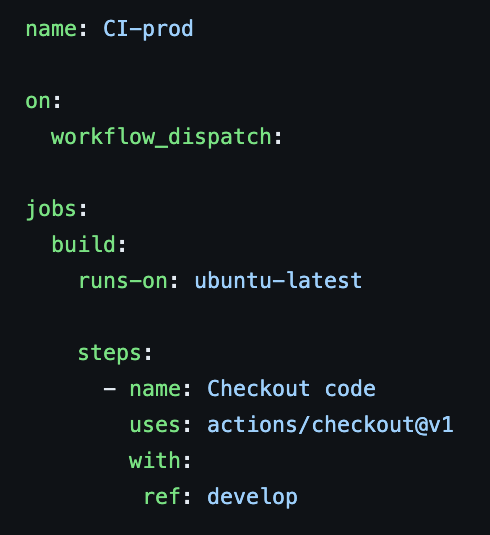 name: CI-prod

on:
  workflow_dispatch:

jobs:
  build:
    runs-on: ubuntu-latest

    steps:
      - name: Checkout code
        uses: actions/checkout@v1
        with:
         ref: develop